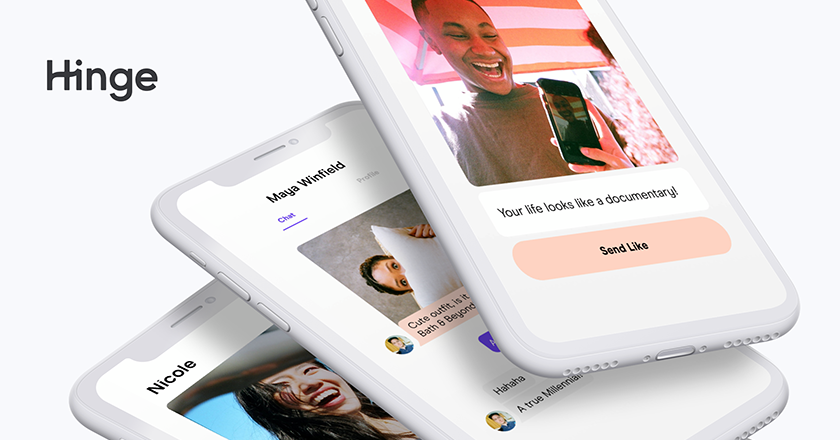 Hinge
Your life looks like a documentary!
Send Like
Maya Winfield
Chat
Profile
Cute outfit, is it
Bath & Beyond
Hahaha
A true Millennial
Nicole